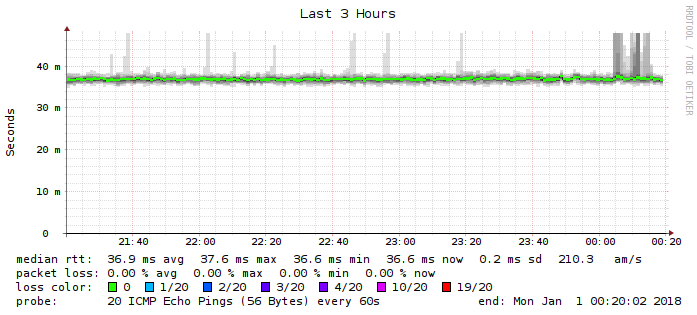 Last 3 Hours
RRDTOOL / TOBI OETIKER
Seconds
40 m
30 m
20 m
10 m
0
21:40 22:00 22:20 22:40 23:00 23:20 23:40 00:00 00:20
median rtt: 36.9 ms avg 37.6 ms max 36.6 ms min 36.6 ms now 0.2 ms sd 210.3 am/s
packet loss: 0.00 % avg 0.00 % max 0.00 % min 0.00 % now
loss color: 0 1/20 2/20 3/20 4/20 10/20 19/20
probe: 20 ICMP Echo Pings (56 Bytes) every 60s end: Mon Jan 1 00:20:02 2018